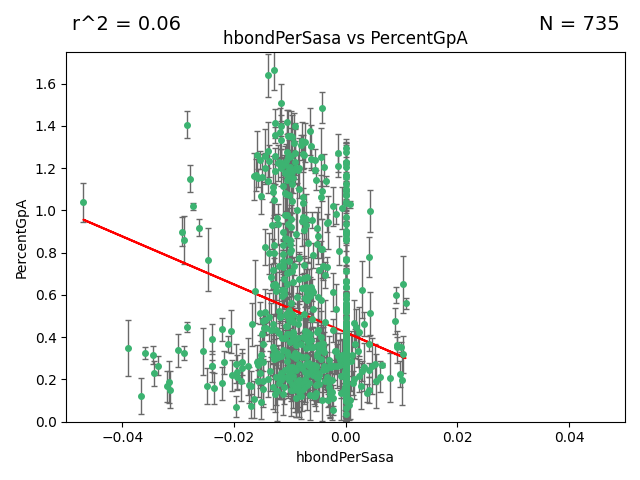 r^2 = 0.06
N = 735
hbondPerSasa vs PercentGpA
PercentGpA
1.6
1.4
1.2
1.0
0.8
0.6
0.4
0.2
0.0
−0.04 −0.02 0.00 0.02 0.04
hbondPerSasa